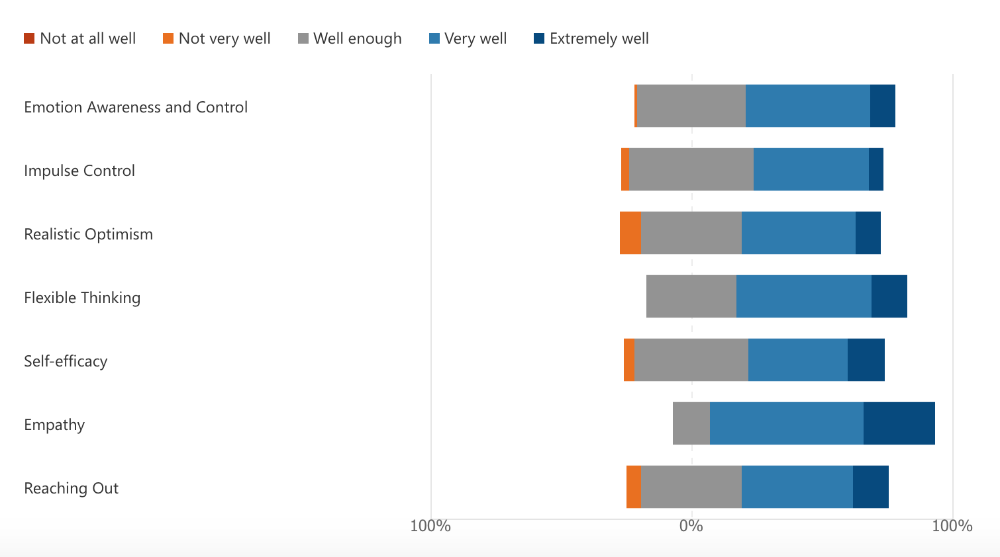 Not at all well Not very well Well enough Very well Extremely well
Emotion Awareness and Control
Impulse Control
Realistic Optimism
Flexible Thinking
Self-efficacy
Empathy
Reaching Out
100% 0% 100%